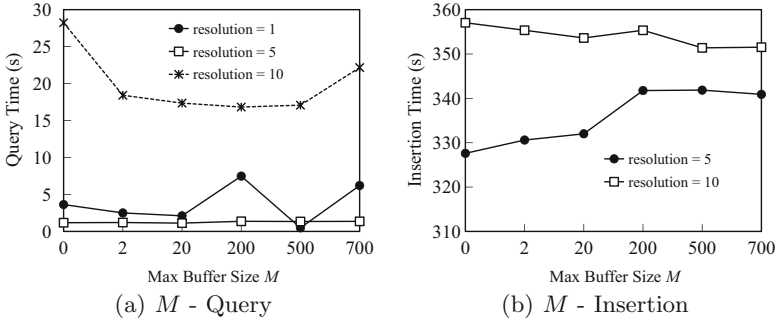 30
25
20
15
10
5
0
Query Time (s)
resolution = 1
resolution = 5
resolution = 10
0 2 20 200 500 700
Max Buffer Size M
(a) M - Query
360
350
340
330
320
310
Insertion Time (s)
resolution = 5
resolution = 10
0 2 20 200 500 700
Max Buffer Size M
(b) M - Insertion